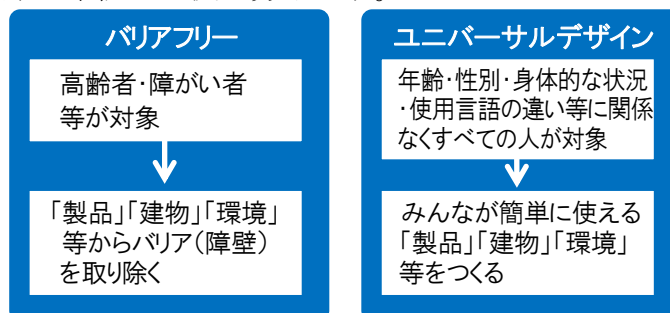 バリアフリー
高齢者・障がい者
等が対象
「製品」「建物」「環境」
等からバリア(障壁)
を取り除く
ユニバーサルデザイン
年齢・性別・身体的な状況
・使用言語の違い等に関係
なくすべての人が対象
みんなが簡単に使える
「製品」「建物」「環境」
等をつくる